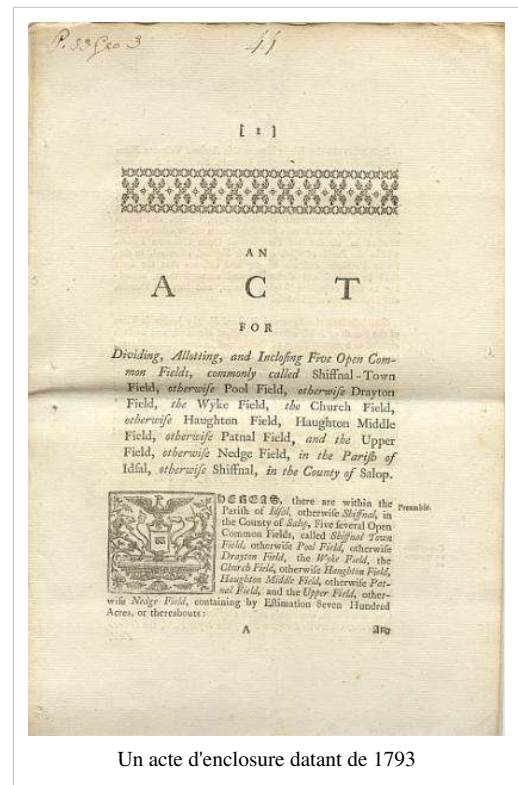 P. 33 Geo 3
44
[ 1 ]
AN
A C T
FOR
Dividing, Allotting, and Incloſing Five Open Com-
mon Fields, commonly called Shiffnal-Town
Field, otherwiſe Pool Field, otherwiſe Drayton
Field, the Wyke Field, the Church Field,
otherwiſe Haughton Field, Haughton Middle
Field, otherwiſe Patnal Field, and the Upper
Field, otherwiſe Nedge Field, in the Pariſh of
Idſal, otherwiſe Shiffnal, in the County of Salop.
WHEREAS, there are within the Preamble.
Pariſh of Idſal, otherwiſe Shiffnal, in
the County of Salop, Five ſeveral Open
Common Fields, called Shiffnal Town
Field, otherwiſe Pool Field, otherwiſe
Drayton Field, the Wyke Field, the
Church Field, otherwiſe Haughton Field,
Haughton Middle Field, otherwiſe Pat-
nal Field, and the Upper Field, other-
wiſe Nedge Field, containing by Eſtimation Seven Hundred
Acres, or thereabouts:
A And
Un acte d'enclosure datant de 1793